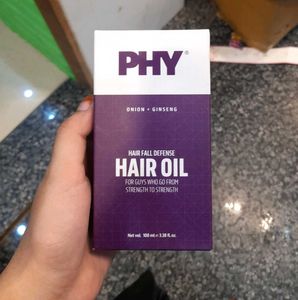 PHY®
ONION + GINSENG
HAIR FALL DEFENSE
HAIR OIL
FOR GUYS WHO GO FROM
STRENGTH TO STRENGTH
Net vol. 100 ml ℮ 3.38 fl. oz.